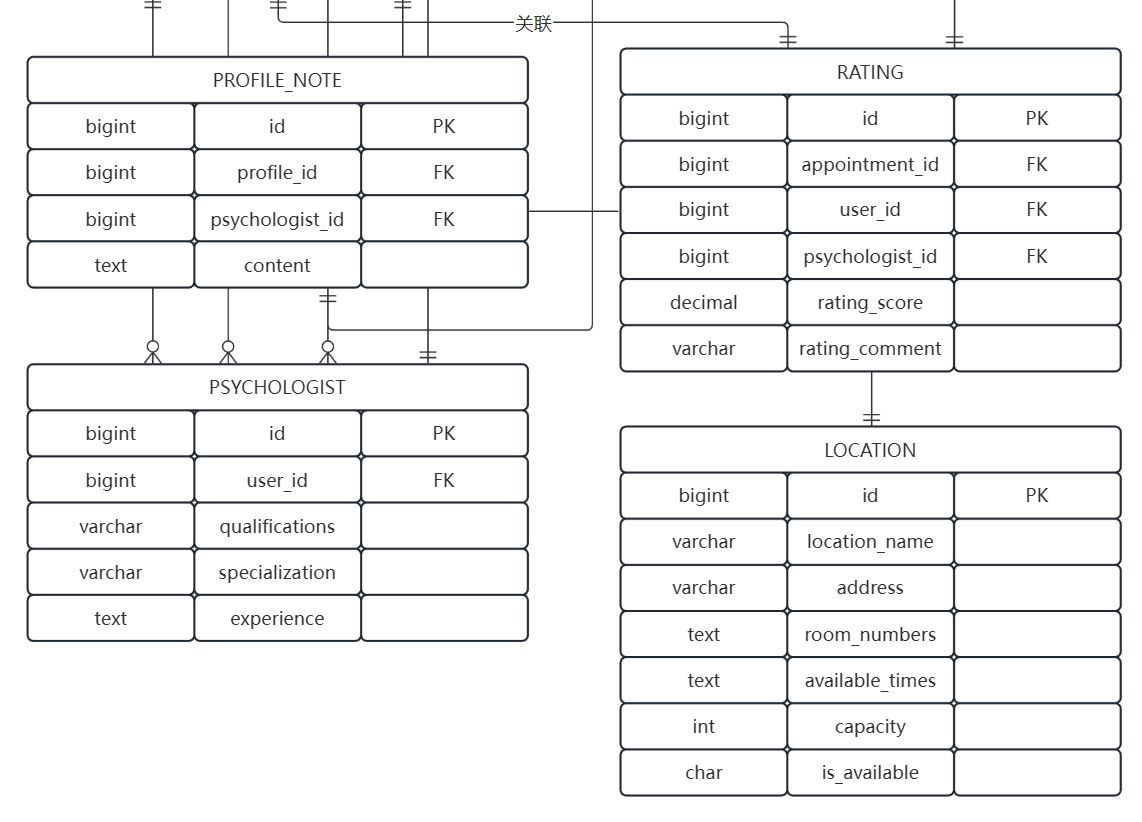 关联
PROFILE_NOTE
bigint id PK
bigint profile_id FK
bigint psychologist_id FK
text content
RATING
bigint id PK
bigint appointment_id FK
bigint user_id FK
bigint psychologist_id FK
decimal rating_score
varchar rating_comment
PSYCHOLOGIST
bigint id PK
bigint user_id FK
varchar qualifications
varchar specialization
text experience
LOCATION
bigint id PK
varchar location_name
varchar address
text room_numbers
text available_times
int capacity
char is_available